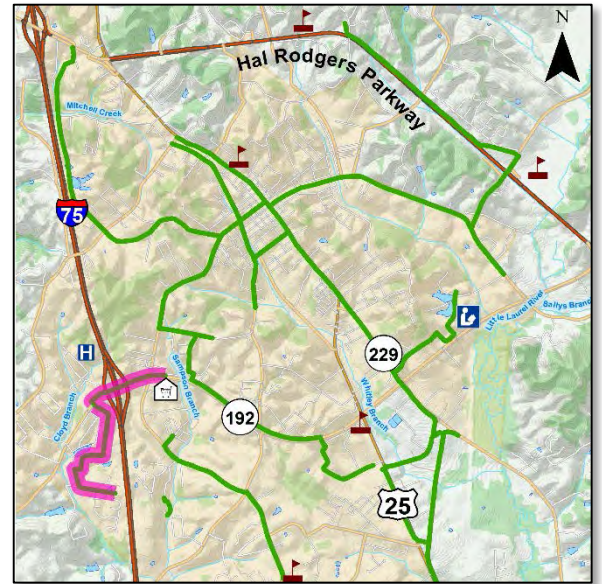 N
Hal Rodgers Parkway
Mitchell Creek
75
Little Laurel River
Baileys Branch
H
229
Sampson Branch
Cloyd Branch
Whitley Branch
192
25